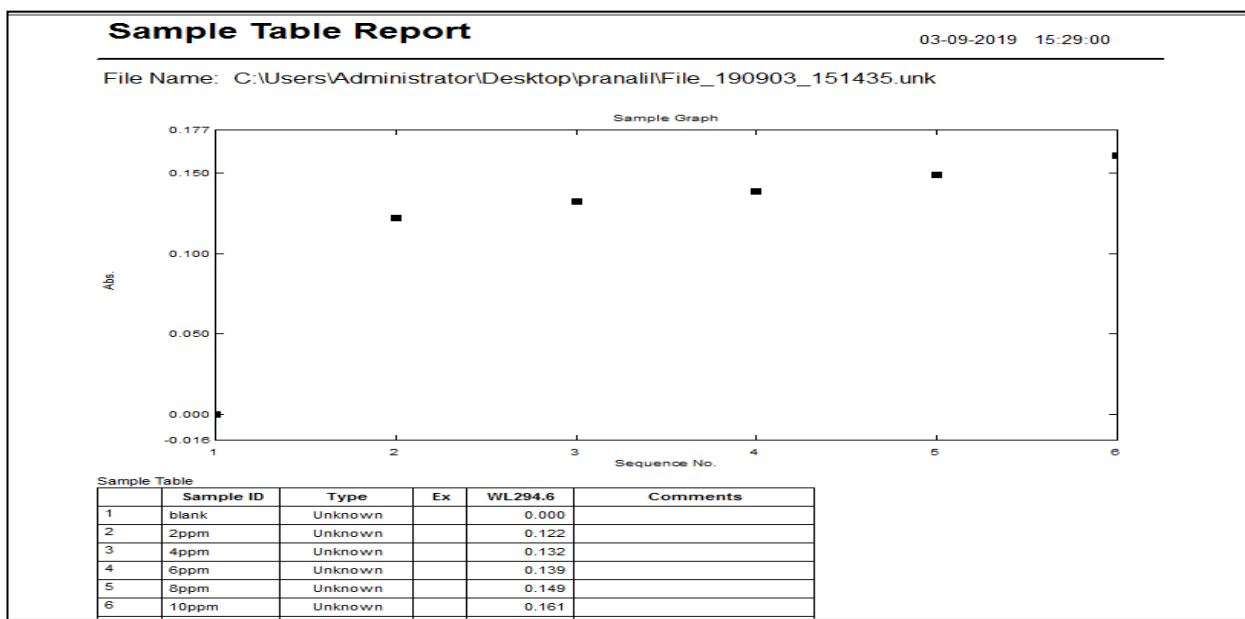 Sample Table Report
03-09-2019 15:29:00
File Name: C:\Users\Administrator\Desktop\pranalil\File_190903_151435.unk
Sample Graph
0.177
0.150
0.100
Abs.
0.050
0.000
-0.016
1 2 3 4 5 6
Sequence No.
Sample Table
Sample ID Type Ex WL294.6 Comments
1 blank Unknown 0.000
2 2ppm Unknown 0.122
3 4ppm Unknown 0.132
4 6ppm Unknown 0.139
5 8ppm Unknown 0.149
6 10ppm Unknown 0.161